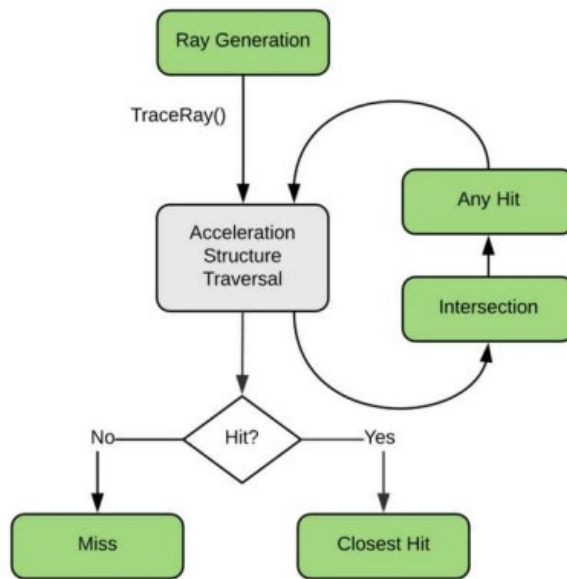 Ray Generation
TraceRay()
Acceleration
Structure
Traversal
Any Hit
Intersection
Hit?
No
Yes
Miss
Closest Hit